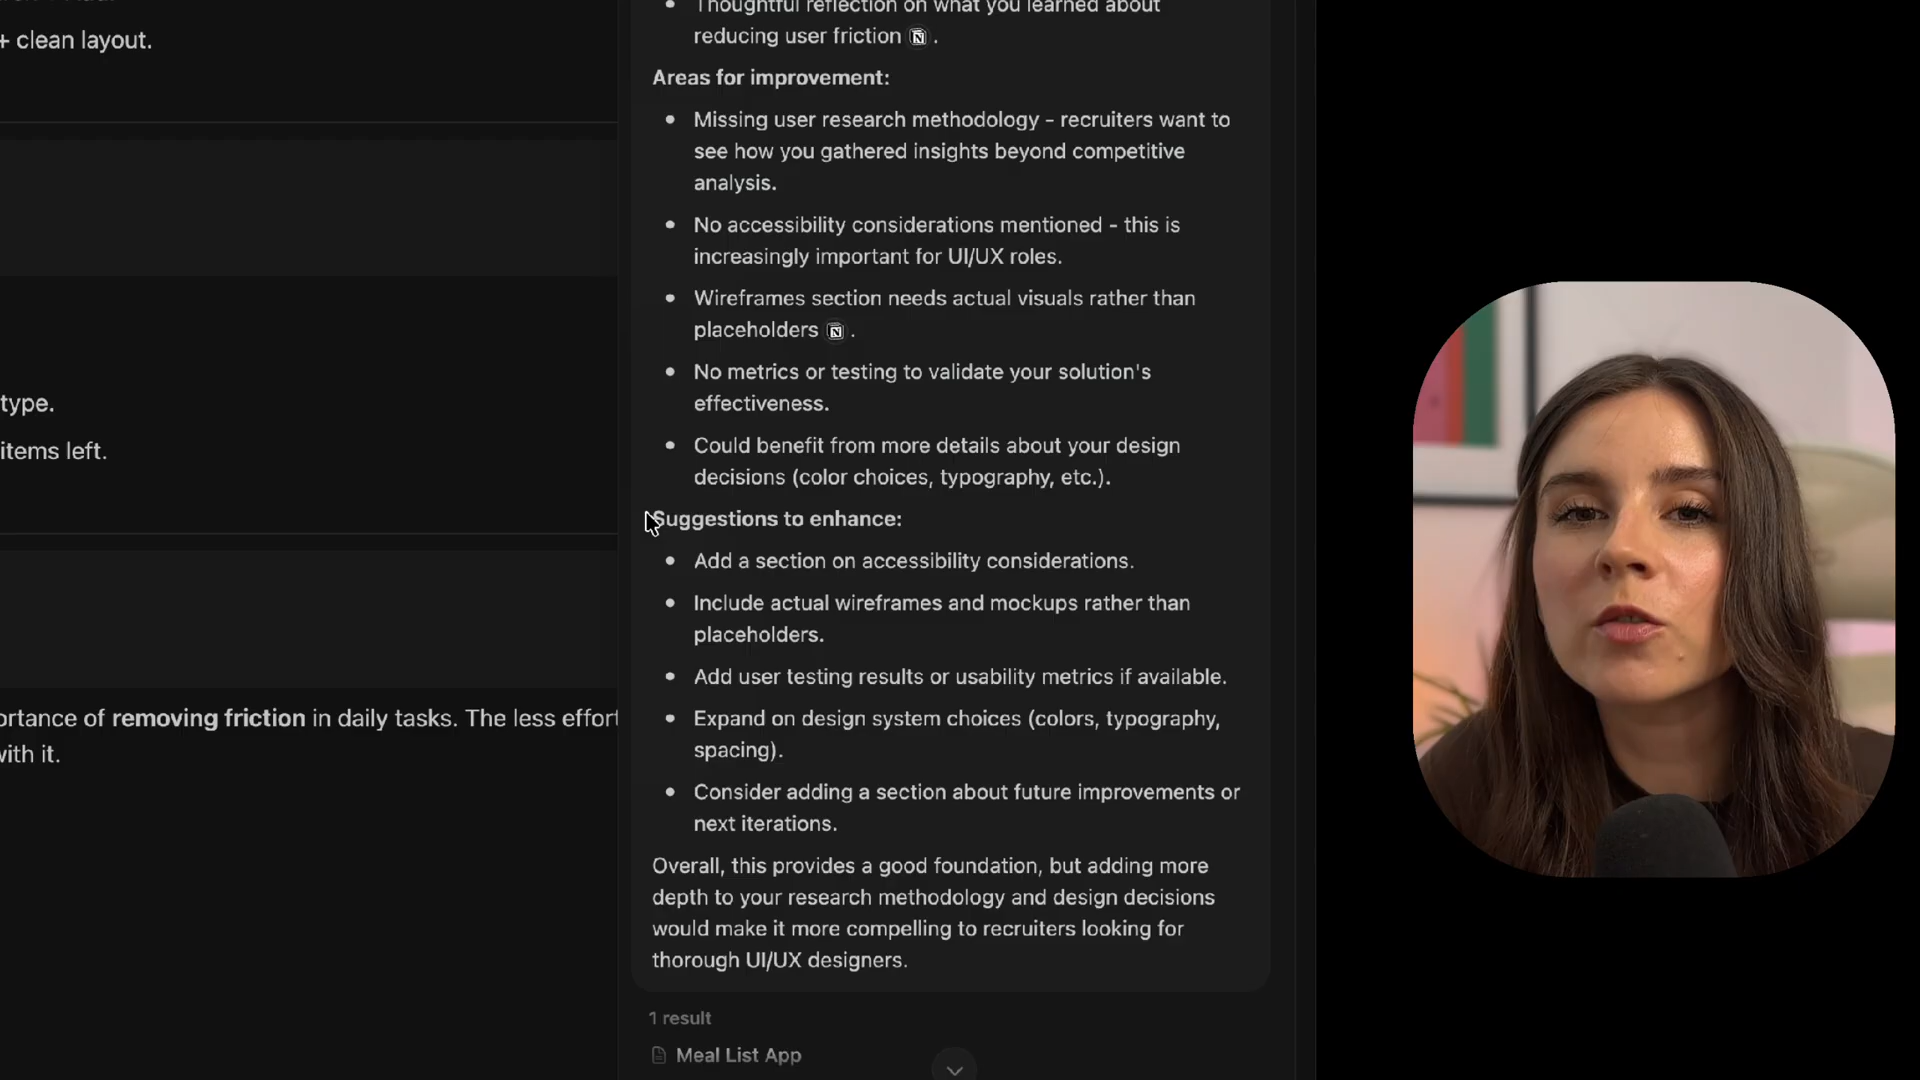 + clean layout.
type.
items left.
ortance of removing friction in daily tasks. The less effort
with it.
Thoughtful reflection on what you learned about
reducing user friction .
Areas for improvement:
Missing user research methodology - recruiters want to
see how you gathered insights beyond competitive
analysis.
No accessibility considerations mentioned - this is
increasingly important for UI/UX roles.
Wireframes section needs actual visuals rather than
placeholders .
No metrics or testing to validate your solution's
effectiveness.
Could benefit from more details about your design
decisions (color choices, typography, etc.).
Suggestions to enhance:
Add a section on accessibility considerations.
Include actual wireframes and mockups rather than
placeholders.
Add user testing results or usability metrics if available.
Expand on design system choices (colors, typography,
spacing).
Consider adding a section about future improvements or
next iterations.
Overall, this provides a good foundation, but adding more
depth to your research methodology and design decisions
would make it more compelling to recruiters looking for
thorough UI/UX designers.
1 result
Meal List App